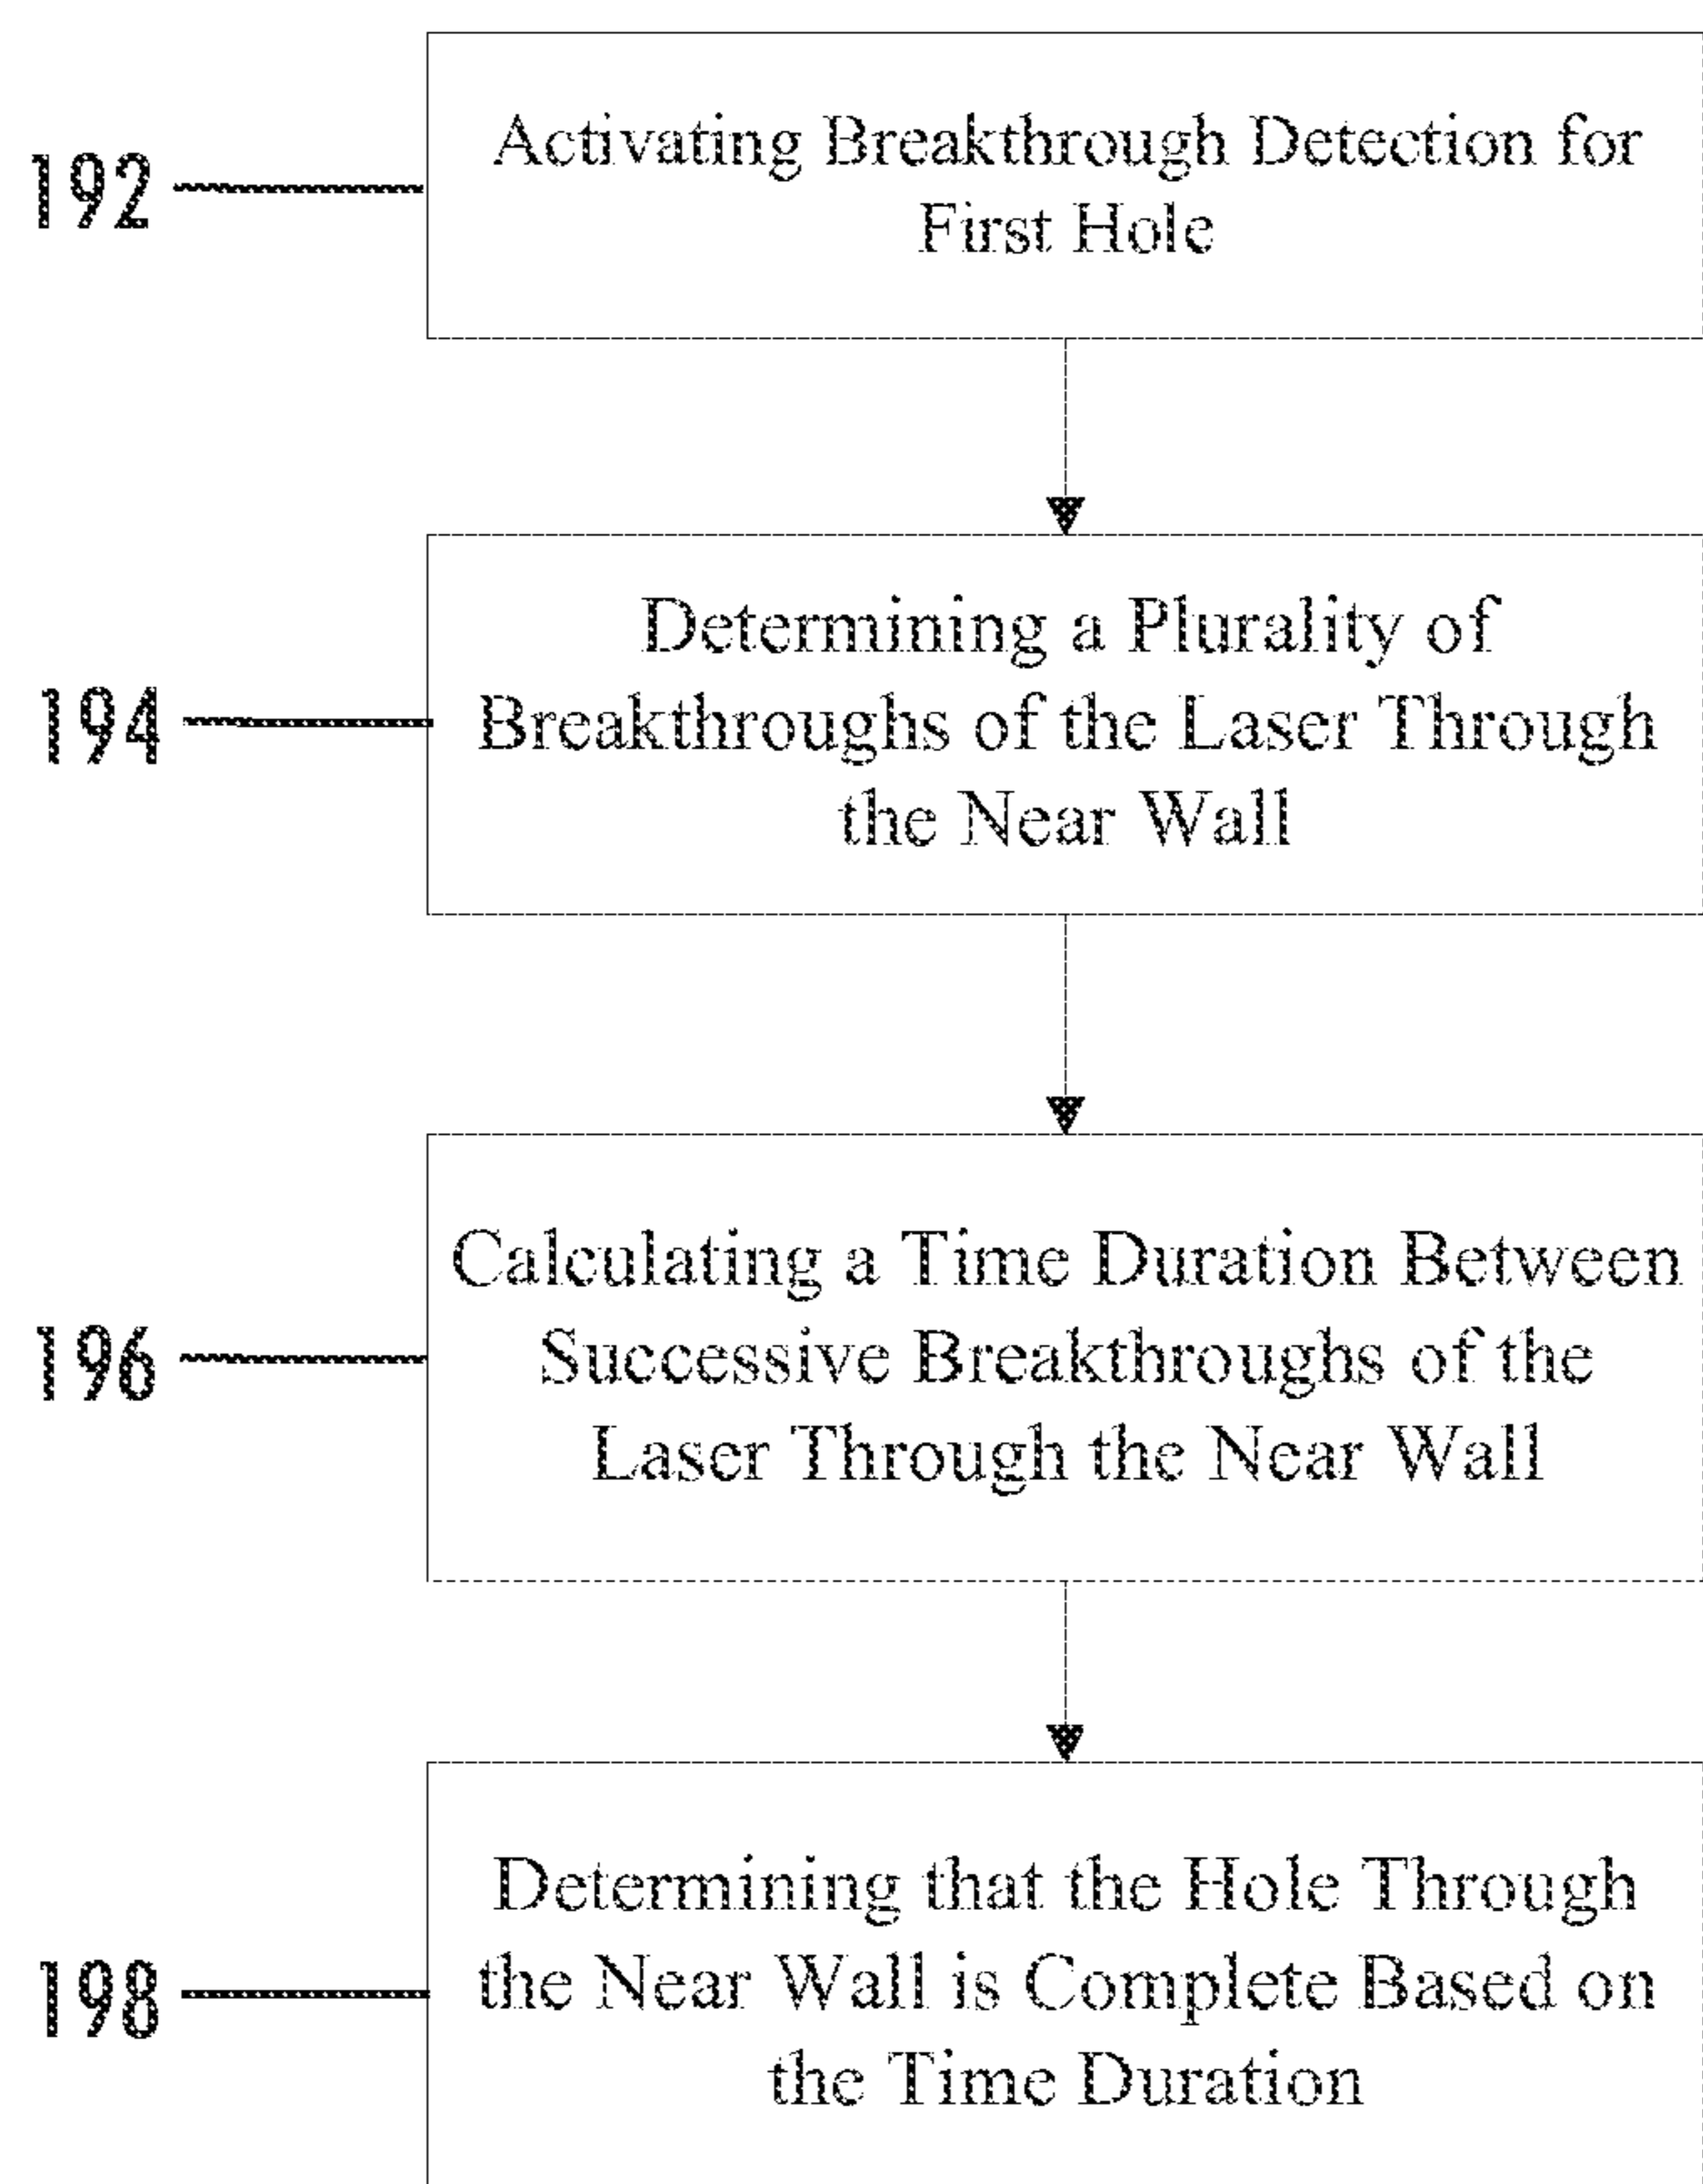 192
Activating Breakthrough Detection for
First Hole
194
Determining a Plurality of
Breakthroughs of the Laser Through
the Near Wall
196
Calculating a Time Duration Between
Successive Breakthroughs of the
Laser Through the Near Wall
198
Determining that the Hole Through
the Near Wall is Complete Based on
the Time Duration